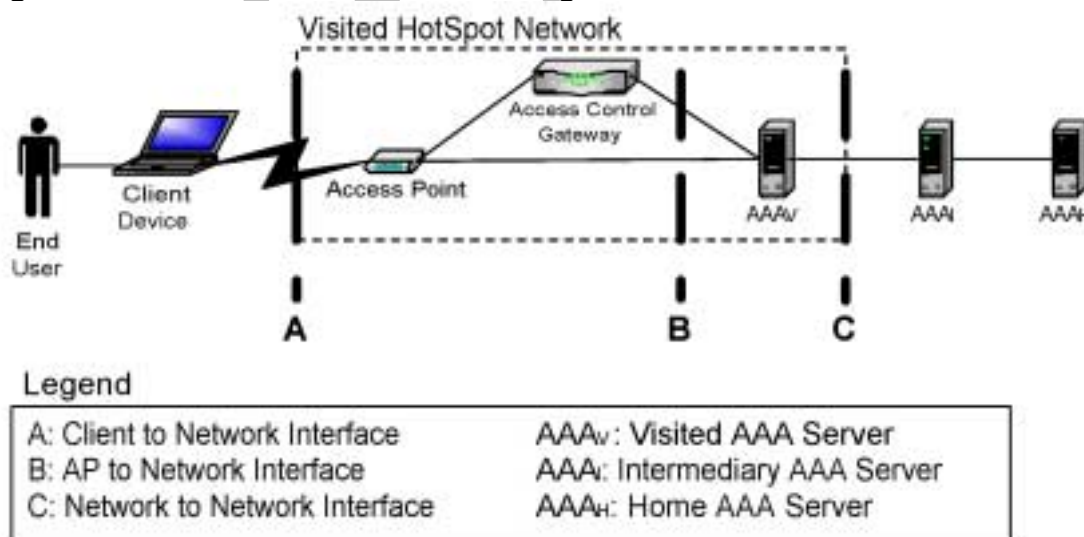 Visited HotSpot Network
Access Control
Gateway
Access Point
Client
Device
End
User
AAAV
AAAI
AAAH
A
B
C
Legend
A: Client to Network Interface
AAAV: Visited AAA Server
B: AP to Network Interface
AAAI: Intermediary AAA Server
C: Network to Network Interface
AAAH: Home AAA Server